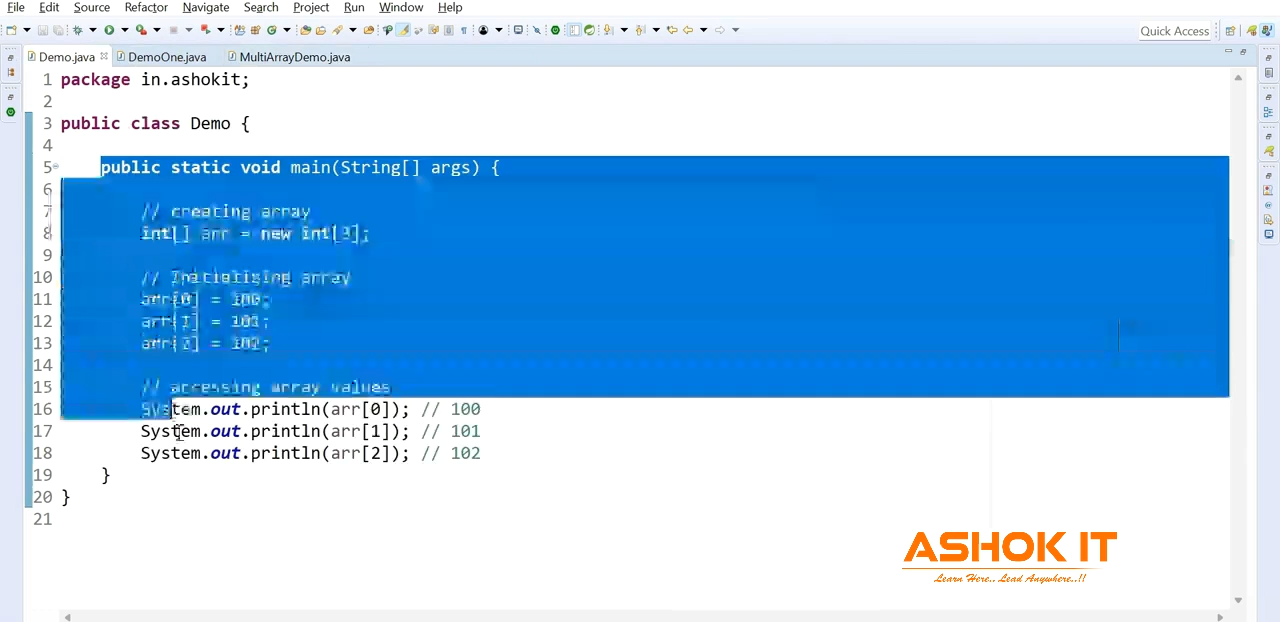 File Edit Source Refactor Navigate Search Project Run Window Help
Quick Access
Demo.java DemoOne.java MultiArrayDemo.java
1 package in.ashokit;
2
3 public class Demo {
4
5 public static void main(String[] args) {
6
7 // creating array
8 int[] arr = new int[3];
9
10 // Initialising array
11 arr[0] = 100;
12 arr[1] = 101;
13 arr[2] = 102;
14
15 // accessing array values
16 System.out.println(arr[0]); // 100
17 System.out.println(arr[1]); // 101
18 System.out.println(arr[2]); // 102
19 }
20 }
21
ASHOK IT
Learn Here.. Lead Anywhere..!!